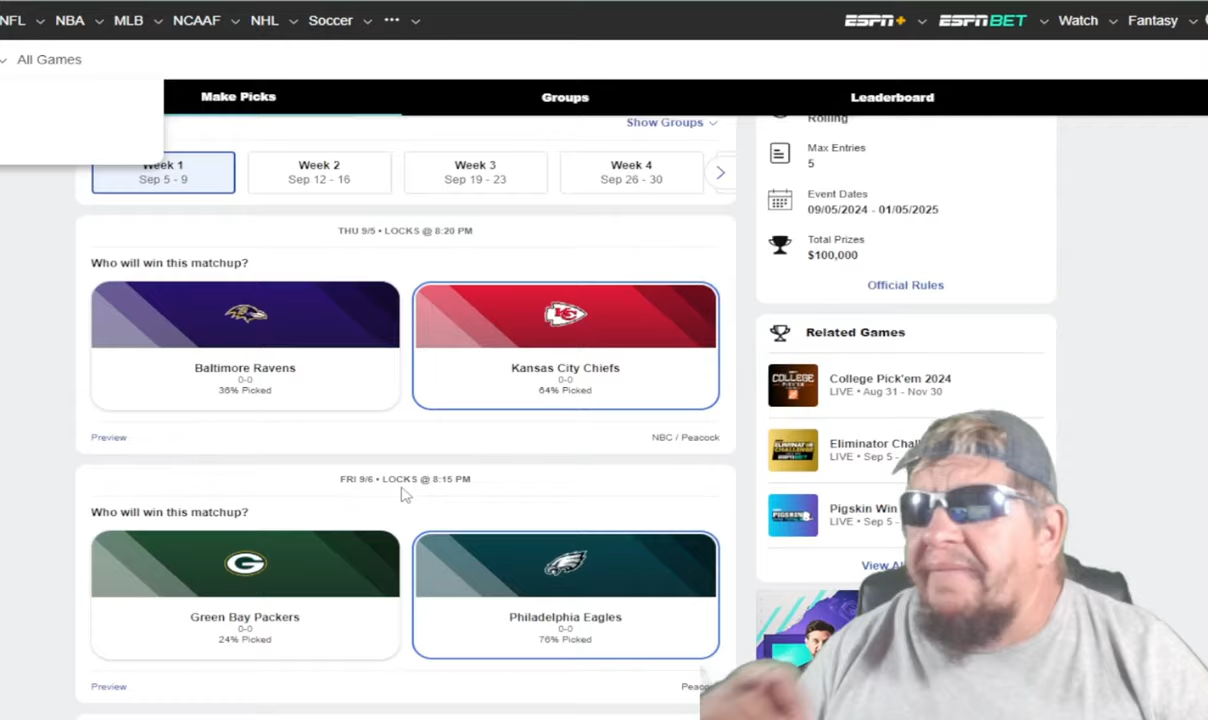 NFL NBA MLB NCAAF NHL Soccer ESPN+ ESPN BET Watch Fantasy
All Games
Make Picks Groups Leaderboard
Show Groups
Rolling
Max Entries
5
Week 1 Week 2 Week 3 Week 4
Sep 5 - 9 Sep 12 - 16 Sep 19 - 23 Sep 26 - 30
Event Dates
09/05/2024 - 01/05/2025
Total Prizes
$100,000
Official Rules
THU 9/5 • LOCKS @ 8:20 PM
Who will win this matchup?
Baltimore Ravens
0-0
36% Picked
Kansas City Chiefs
0-0
64% Picked
Preview NBC / Peacock
FRI 9/6 • LOCKS @ 8:15 PM
Who will win this matchup?
G
Green Bay Packers
0-0
24% Picked
Philadelphia Eagles
0-0
76% Picked
Preview
Related Games
College Pick'em 2024
LIVE • Aug 31 - Nov 30
Eliminator
LIVE • Sep 5 -
Pigskin
LIVE • Sep 5 -
View